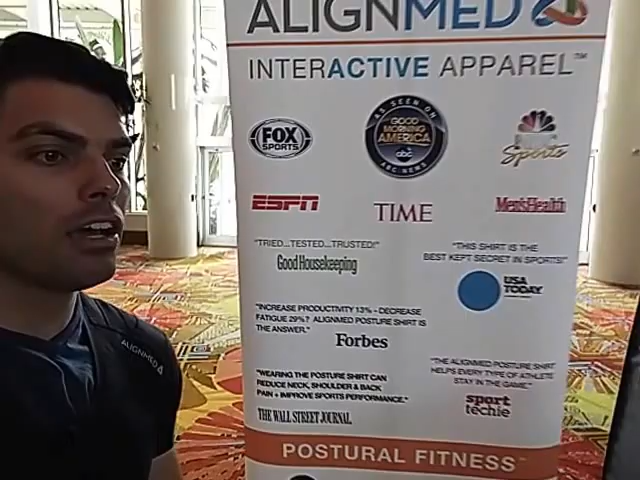 ALIGNMED
INTERACTIVE APPAREL™
FOX
SPORTS
AS SEEN ON
GOOD
MORNING
AMERICA
abc
ABC NEWS
Sports
ESPN
TIME
Men'sHealth
"TRIED...TESTED...TRUSTED!"
Good Housekeeping
"THIS SHIRT IS THE
BEST KEPT SECRET IN SPORTS!"
USA
TODAY
"INCREASE PRODUCTIVITY 13% - DECREASE
FATIGUE 29%? ALIGNMED POSTURE SHIRT IS
THE ANSWER."
Forbes
"THE ALIGNMED POSTURE SHIRT
HELPS EVERY TYPE OF ATHLETE
STAY IN THE GAME"
sport
techie
"WEARING THE POSTURE SHIRT CAN
REDUCE NECK, SHOULDER & BACK
PAIN + IMPROVE SPORTS PERFORMANCE."
THE WALL STREET JOURNAL.
POSTURAL FITNESS™
ALIGNMED